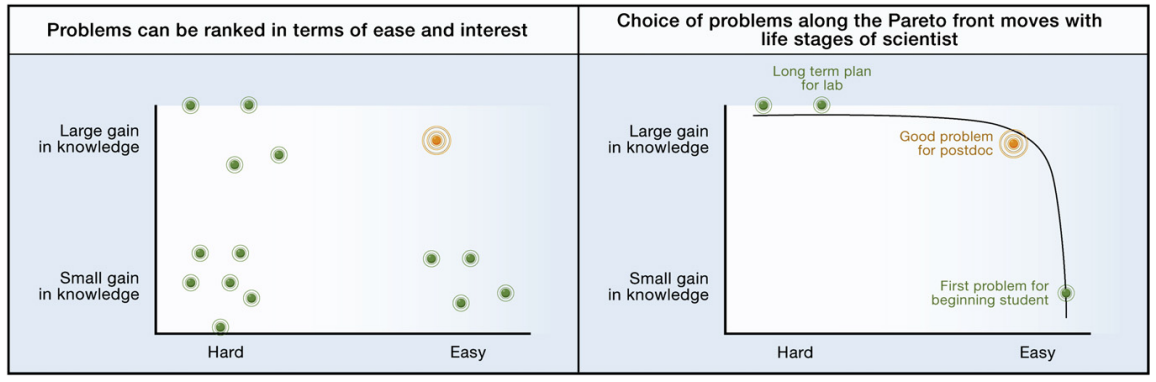 Problems can be ranked in terms of ease and interest
Large gain
in knowledge
Small gain
in knowledge
Hard
Easy
Choice of problems along the Pareto front moves with
life stages of scientist
Long term plan
for lab
Large gain
in knowledge
Good problem
for postdoc
Small gain
in knowledge
First problem for
beginning student
Hard
Easy